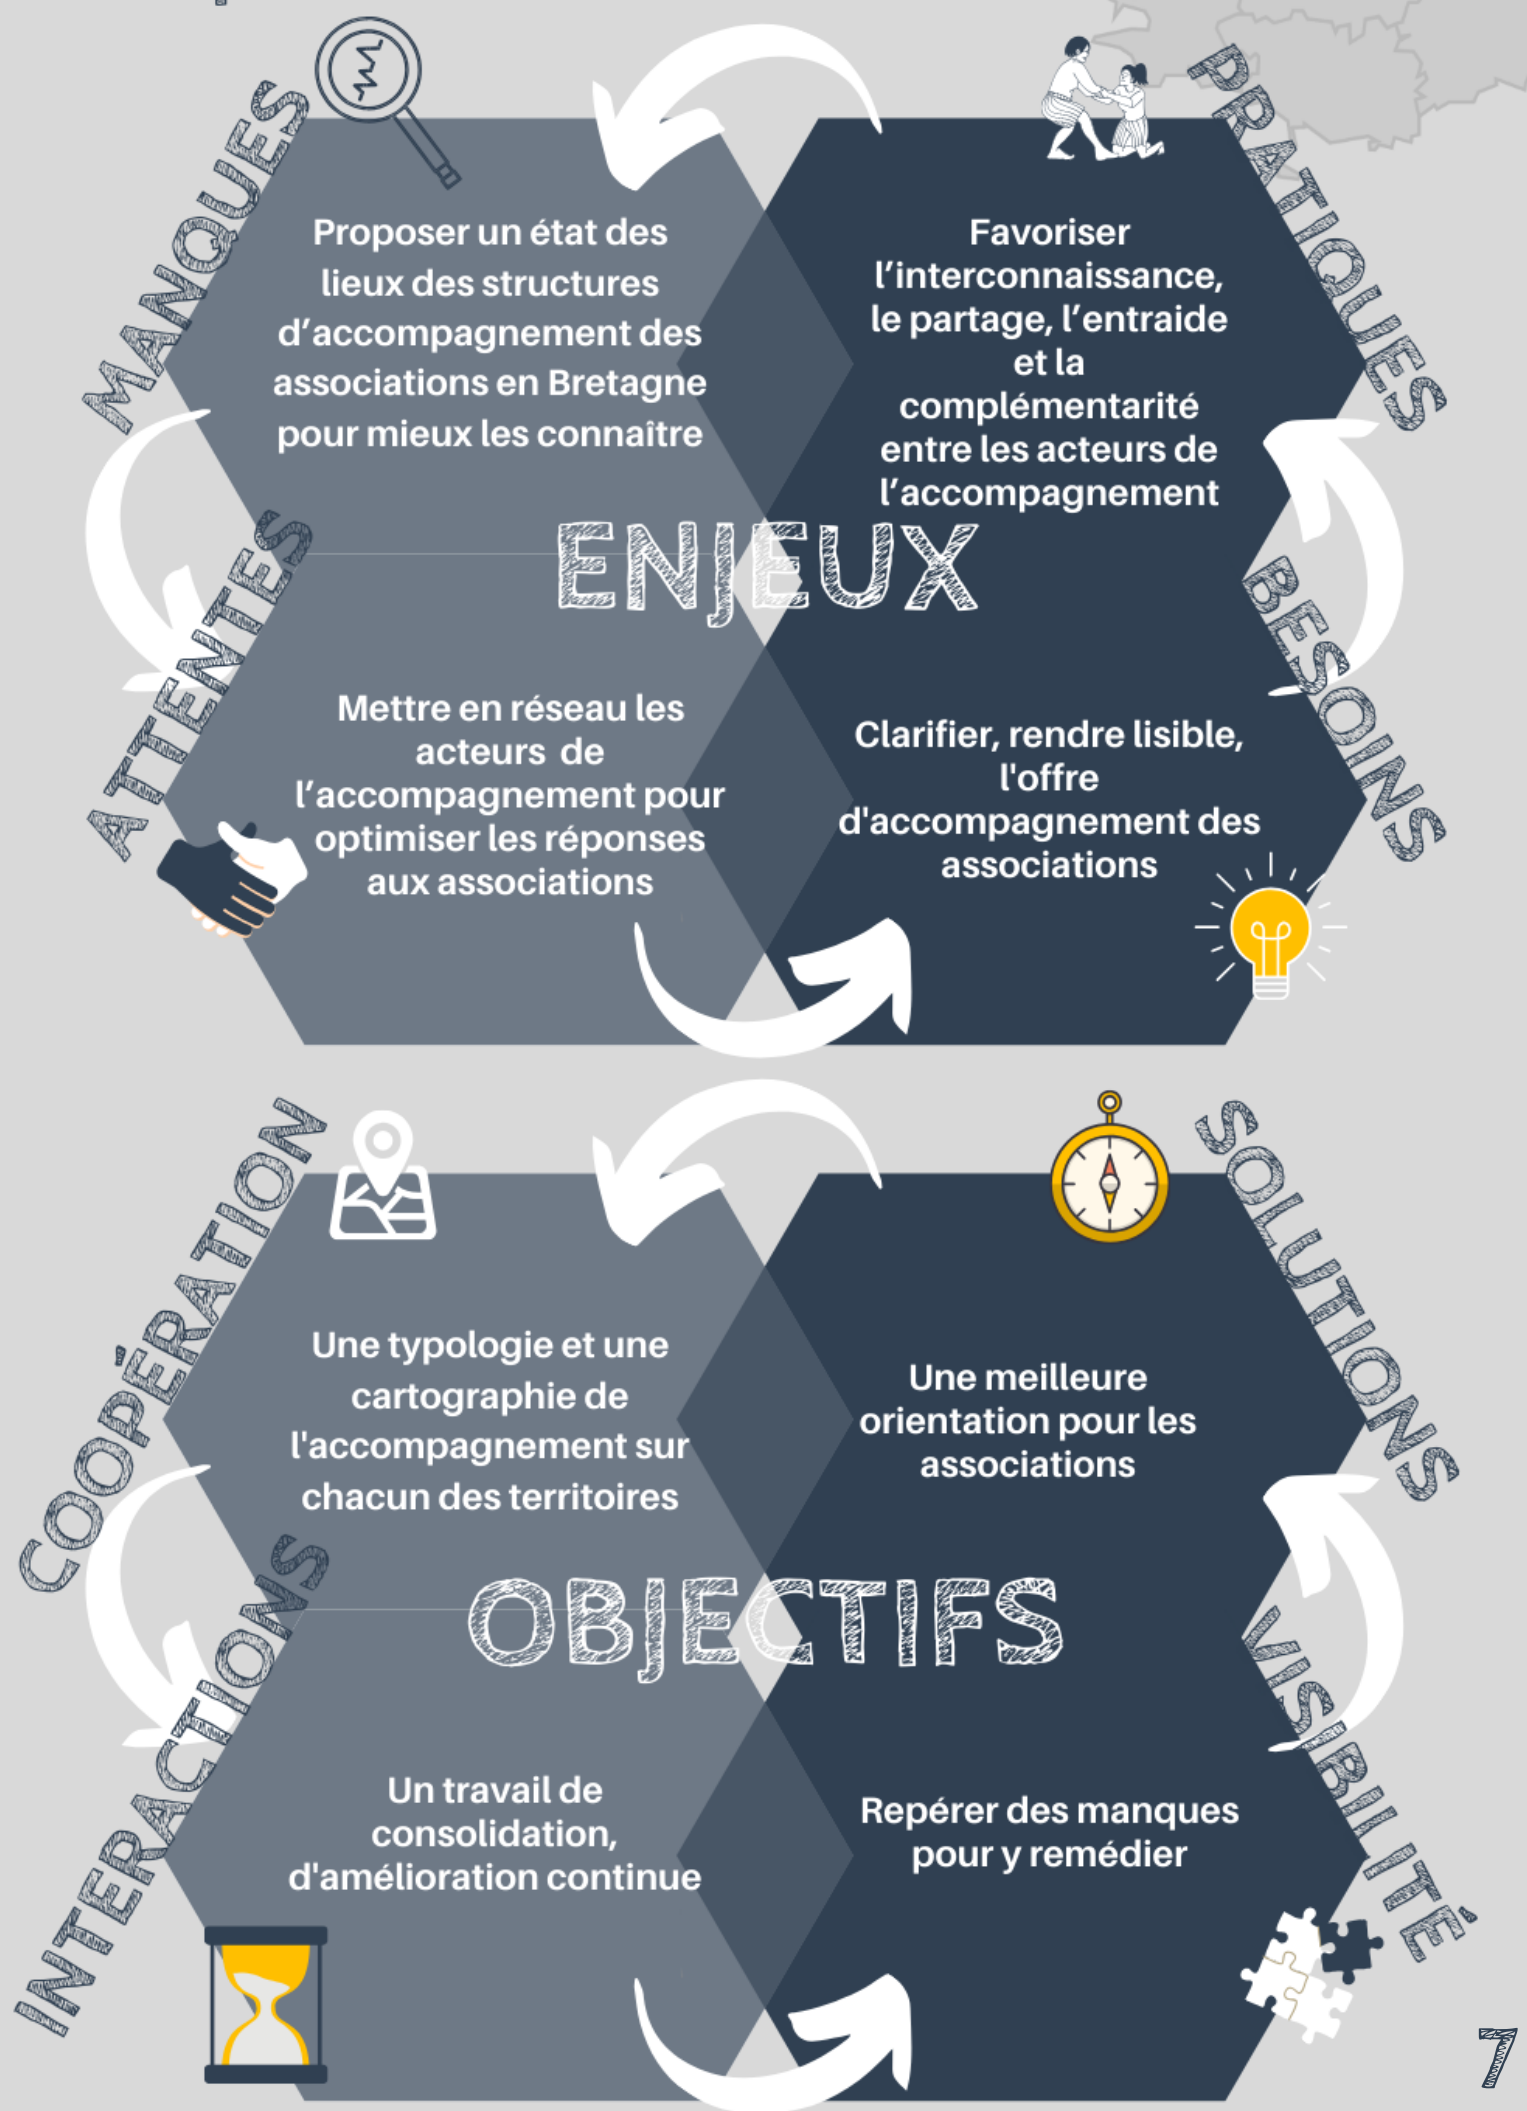 MANQUES
Proposer un état des
lieux des structures
d’accompagnement des
associations en Bretagne
pour mieux les connaître
PRATIQUES
Favoriser
l’interconnaissance,
le partage, l’entraide
et la
complémentarité
entre les acteurs de
l’accompagnement
ENJEUX
ATTENTES
Mettre en réseau les
acteurs de
l’accompagnement pour
optimiser les réponses
aux associations
BESOINS
Clarifier, rendre lisible,
l'offre
d'accompagnement des
associations
COOPÉRATION
Une typologie et une
cartographie de
l'accompagnement sur
chacun des territoires
SOLUTIONS
Une meilleure
orientation pour les
associations
OBJECTIFS
INTERACTIONS
Un travail de
consolidation,
d'amélioration continue
VISIBILITÉ
Repérer des manques
pour y remédier
7